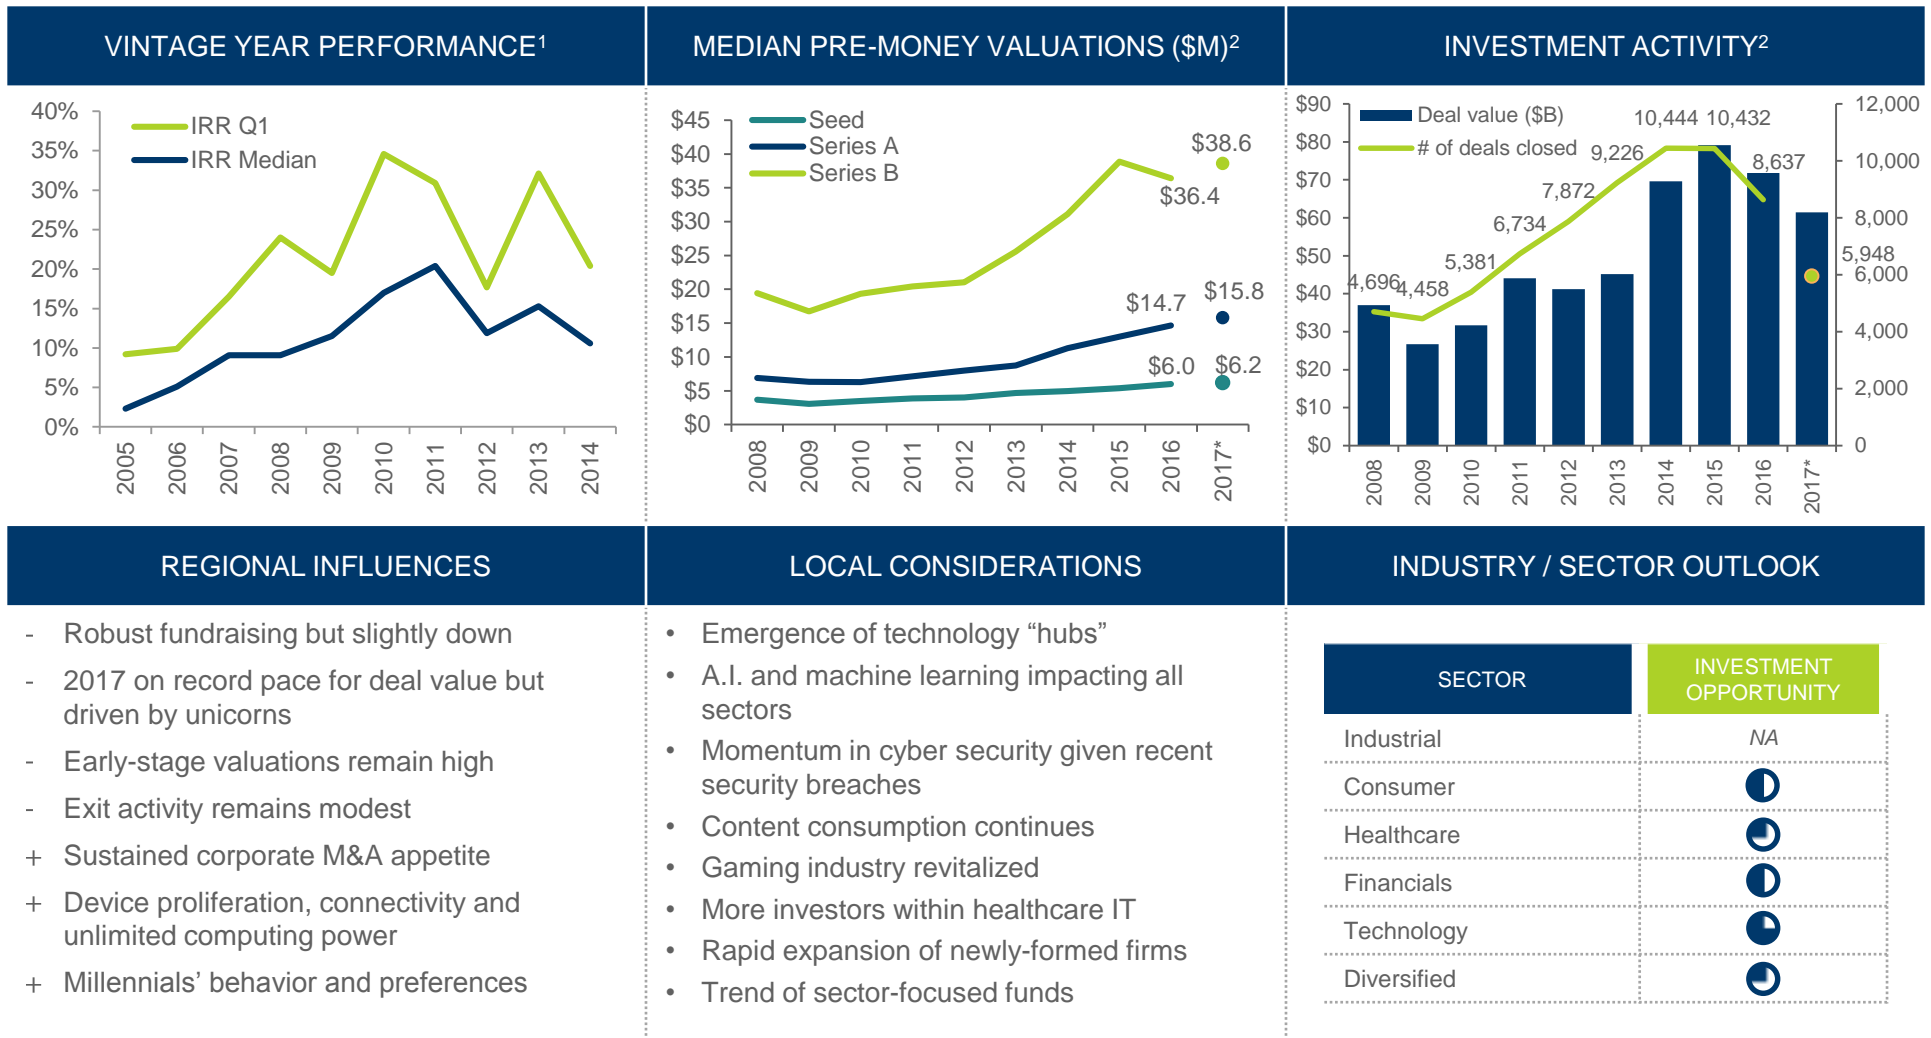 VINTAGE YEAR PERFORMANCE¹
40%
35%
30%
25%
20%
15%
10%
5%
0%
IRR Q1
IRR Median
2005
2006
2007
2008
2009
2010
2011
2012
2013
2014
MEDIAN PRE-MONEY VALUATIONS ($M)²
$45
$40
$35
$30
$25
$20
$15
$10
$5
$0
Seed
Series A
Series B
$38.6
$36.4
$14.7
$15.8
$6.0
$6.2
2008
2009
2010
2011
2012
2013
2014
2015
2016
2017*
INVESTMENT ACTIVITY²
$90
$80
$70
$60
$50
$40
$30
$20
$10
$0
Deal value ($B)
# of deals closed
4,696
4,458
5,381
6,734
7,872
9,226
10,444
10,432
8,637
5,948
12,000
10,000
8,000
6,000
4,000
2,000
0
2008
2009
2010
2011
2012
2013
2014
2015
2016
2017*
REGIONAL INFLUENCES
- Robust fundraising but slightly down
- 2017 on record pace for deal value but
driven by unicorns
- Early-stage valuations remain high
- Exit activity remains modest
+ Sustained corporate M&A appetite
+ Device proliferation, connectivity and
unlimited computing power
+ Millennials’ behavior and preferences
LOCAL CONSIDERATIONS
• Emergence of technology “hubs”
• A.I. and machine learning impacting all
sectors
• Momentum in cyber security given recent
security breaches
• Content consumption continues
• Gaming industry revitalized
• More investors within healthcare IT
• Rapid expansion of newly-formed firms
• Trend of sector-focused funds
INDUSTRY / SECTOR OUTLOOK
SECTOR
INVESTMENT
OPPORTUNITY
Industrial NA
Consumer
Healthcare
Financials
Technology
Diversified